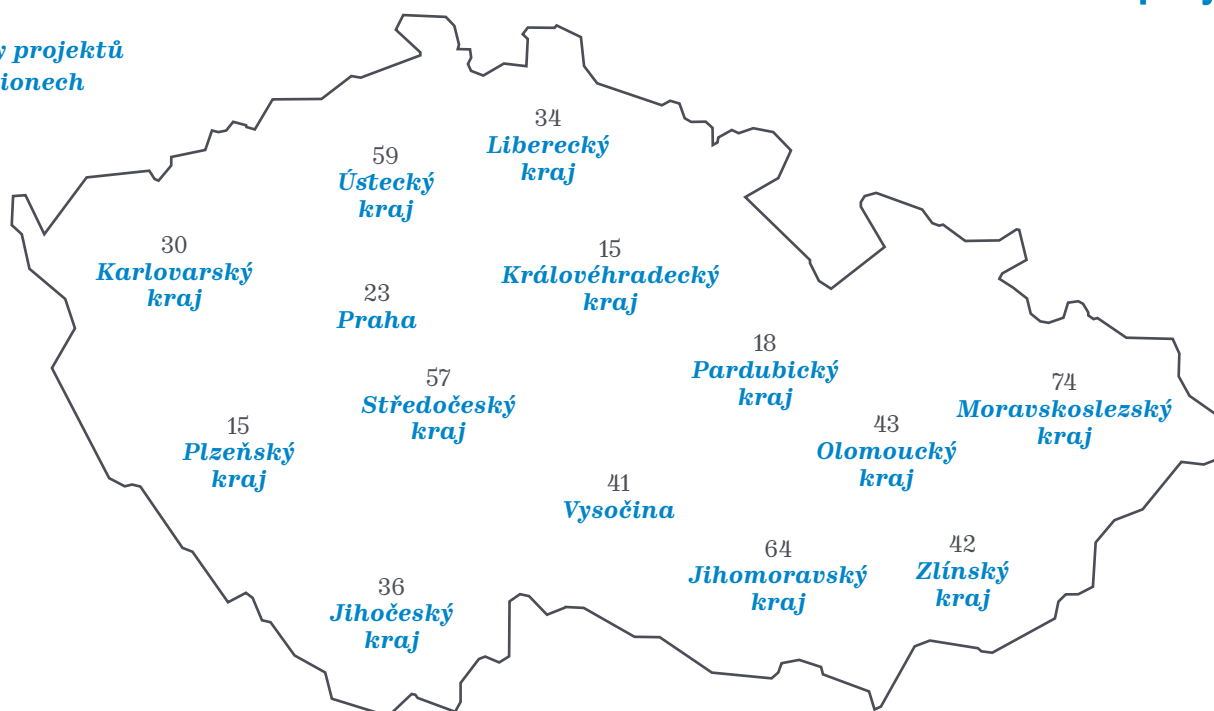 projektů
34
Liberecký
kraj
59
Ústecký
kraj
30
Karlovarský
kraj
15
Královéhradecký
kraj
23
Praha
18
Pardubický
kraj
57
Středočeský
kraj
74
Moravskoslezský
kraj
15
Plzeňský
kraj
43
Olomoucký
kraj
41
Vysočina
42
Zlínský
kraj
64
Jihomoravský
kraj
36
Jihočeský
kraj